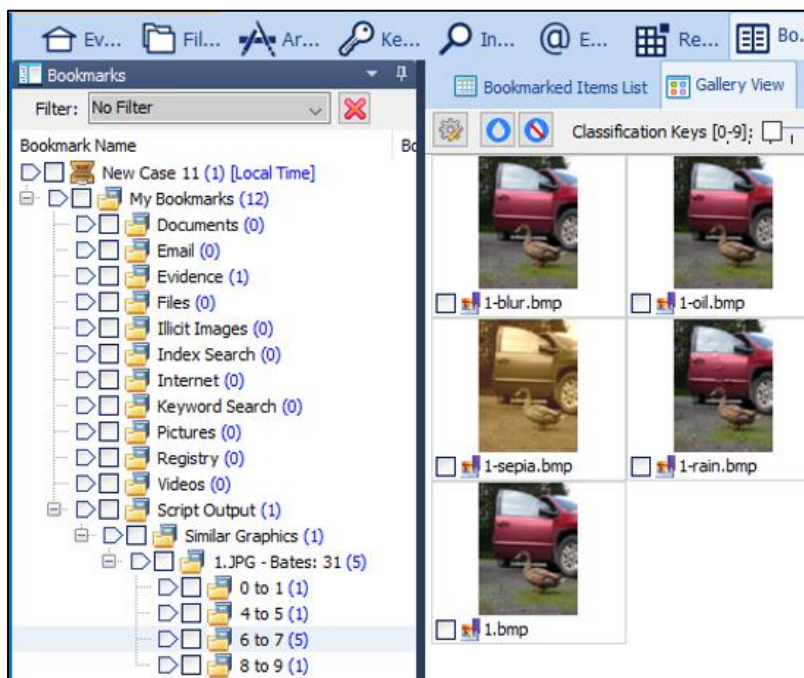 Ev... Fil... Ar... Ke... In... E... Re... Bo...
Bookmarks
Bookmarked Items List Gallery View
Filter: No Filter
Classification Keys [0-9]:
Bookmark Name Bo
New Case 11 (1) [Local Time]
My Bookmarks (12)
Documents (0)
Email (0)
Evidence (1)
Files (0)
Illicit Images (0)
Index Search (0)
Internet (0)
Keyword Search (0)
Pictures (0)
Registry (0)
Videos (0)
Script Output (1)
Similar Graphics (1)
1.JPG - Bates: 31 (5)
0 to 1 (1)
4 to 5 (1)
6 to 7 (5)
8 to 9 (1)
1-blur.bmp 1-oil.bmp
1-sepia.bmp 1-rain.bmp
1.bmp